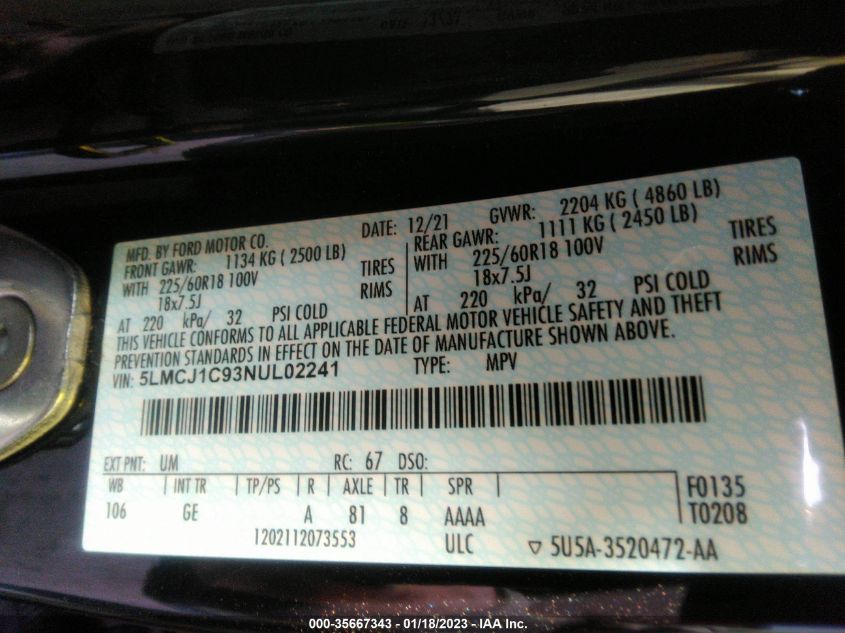 MFD. BY FORD MOTOR CO.
DATE: 12/21 GVWR: 2204 KG ( 4860 LB)
FRONT GAWR: 1134 KG ( 2500 LB)
WITH 225/60R18 100V TIRES
18x7.5J RIMS
AT 220 kPa/ 32 PSI COLD
REAR GAWR: 1111 KG ( 2450 LB)
WITH 225/60R18 100V TIRES
18x7.5J RIMS
AT 220 kPa/ 32 PSI COLD
THIS VEHICLE CONFORMS TO ALL APPLICABLE FEDERAL MOTOR VEHICLE SAFETY AND THEFT
PREVENTION STANDARDS IN EFFECT ON THE DATE OF MANUFACTURE SHOWN ABOVE.
VIN: 5LMCJ1C93NUL02241 TYPE: MPV
EXT PNT: UM RC: 67 DSO:
WB INT TR TP/PS R AXLE TR SPR F0135
106 GE A 81 8 AAAA T0208
1202112073553 ULC 5U5A-3520472-AA
000-35667343 - 01/18/2023 - IAA Inc.